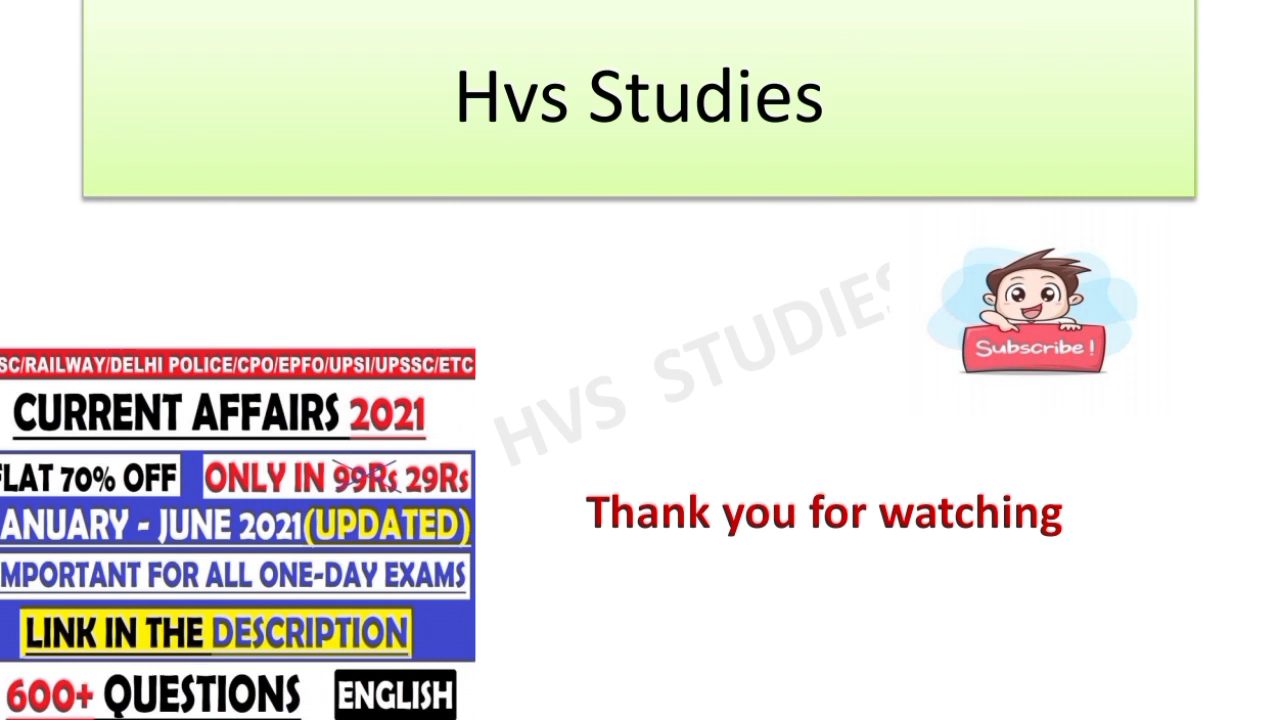 Hvs Studies
HVS STUDIES
Subscribe!
SC/RAILWAY/DELHI POLICE/CPO/EPFO/UPSI/UPSSC/ETC
CURRENT AFFAIRS 2021
FLAT 70% OFF ONLY IN 99Rs 29Rs
ANUARY - JUNE 2021(UPDATED)
MPORTANT FOR ALL ONE-DAY EXAMS
LINK IN THE DESCRIPTION
600+ QUESTIONS ENGLISH
Thank you for watching